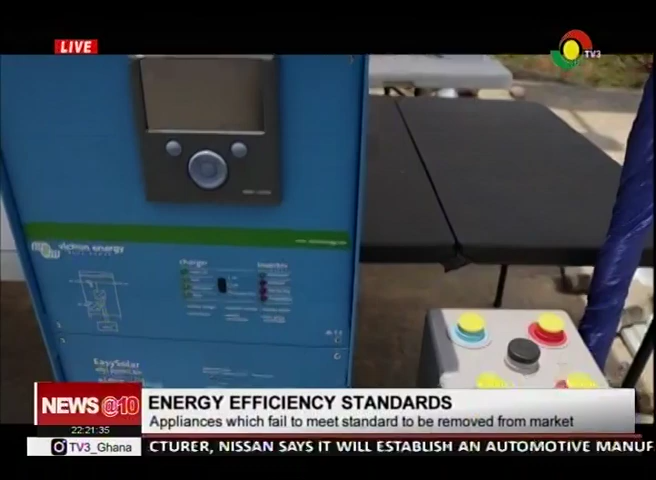 LIVE
TV3
victron energy
charger
inverter
EasySolar
NEWS@10
ENERGY EFFICIENCY STANDARDS
Appliances which fail to meet standard to be removed from market
22:21:35
TV3_Ghana
CTURER, NISSAN SAYS IT WILL ESTABLISH AN AUTOMOTIVE MANUF